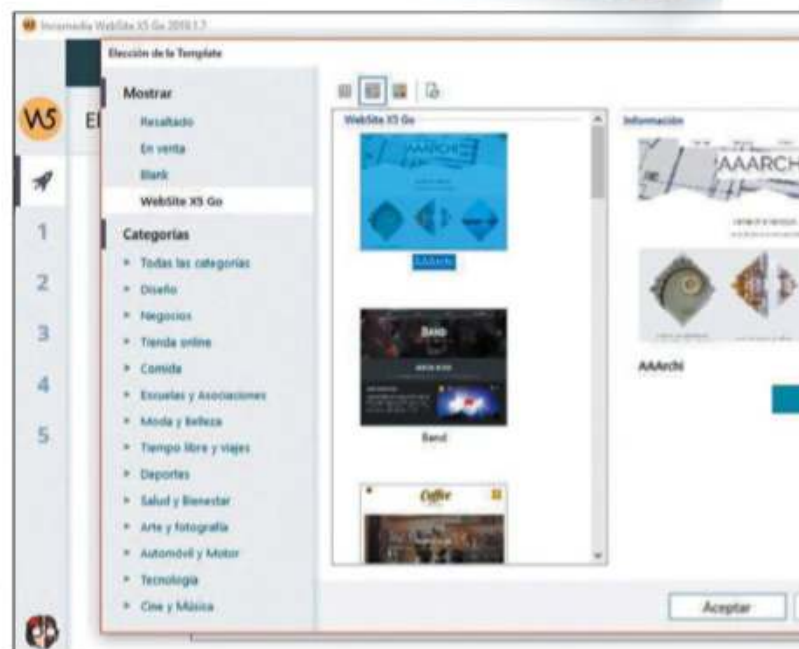 Incomedia WebSite X5 Go 2019.1.7
Elección de la Template
W5
El
1
2
3
4
5
Mostrar
Resaltado
En venta
Blank
WebSite X5 Go
Categorías
Todas las categorías
Diseño
Negocios
Tienda online
Comida
Escuelas y Asociaciones
Moda y Belleza
Tiempo libre y viajes
Deportes
Salud y Bienestar
Arte y fotografía
Automóvil y Motor
Tecnología
Cine y Música
WebSite X5 Go
AAARCHI
AAArchi
BAND
Band
Coffee
Información
AAARCH
AAArchi
Aceptar